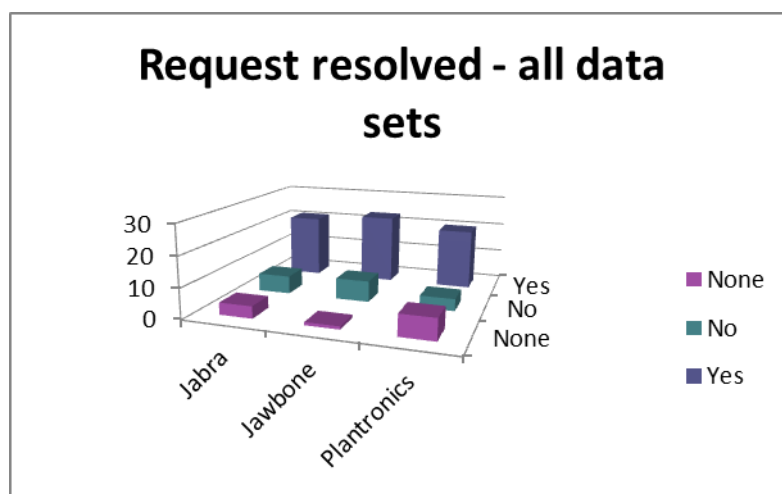 Request resolved - all data
sets
30
20
10
0
Yes
No
None
Jabra
Jawbone
Plantronics
None
No
Yes